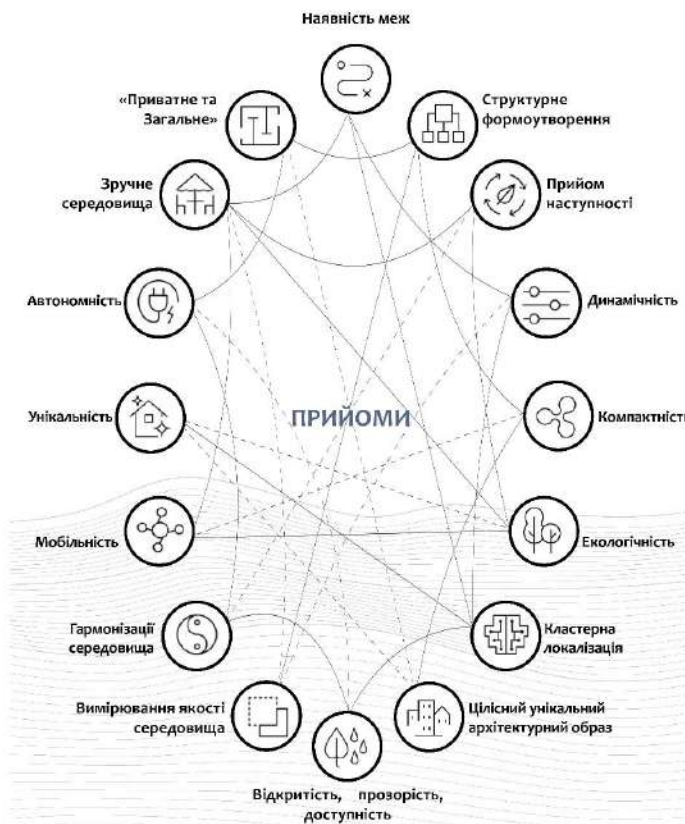 Наявність меж
«Приватне та
Загальне»
Структурне
формоутворення
Зручне
середовища
Прийом
наступності
Автономність
Динамічність
Унікальність
ПРИЙОМИ
Компактність
Мобільність
Екологічність
Гармонізації
середовища
Кластерна
локалізація
Вимірювання якості
середовища
Цілісний унікальний
архітектурний образ
Відкритість, прозорість,
доступність